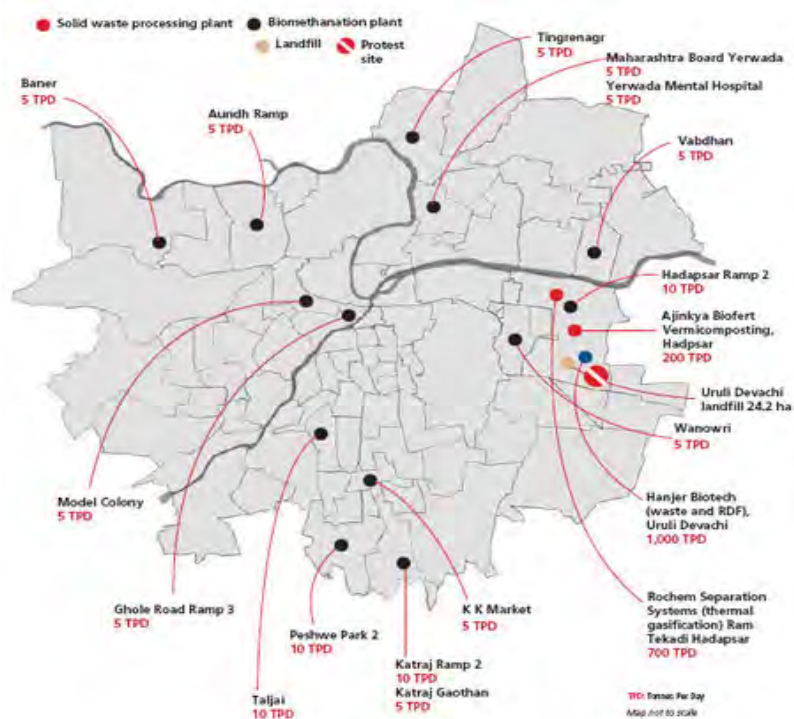 Solid waste processing plant
Biomethanation plant
Landfill
Protest
site
Tingrenagr
5 TPD
Maharashtra Board Yerwada
5 TPD
Yerwada Mental Hospital
5 TPD
Baner
5 TPD
Aundh Ramp
5 TPD
Vabdhan
5 TPD
Hadapsar Ramp 2
10 TPD
Ajinkya Biofert
Vermicomposting,
Hadpsar
200 TPD
Uruli Devachi
landfill 24.2 ha
Wanowri
5 TPD
Model Colony
5 TPD
Hanjer Biotech
(waste and RDF),
Uruli Devachi
1,000 TPD
Ghole Road Ramp 3
5 TPD
K K Market
5 TPD
Rochem Separation
Systems (thermal
gasification) Ram
Tekadi Hadapsar
700 TPD
Peshwe Park 2
10 TPD
Katraj Ramp 2
10 TPD
Katraj Gaothan
5 TPD
Taljai
10 TPD
TPD: Tonnes Per Day
Map not to scale